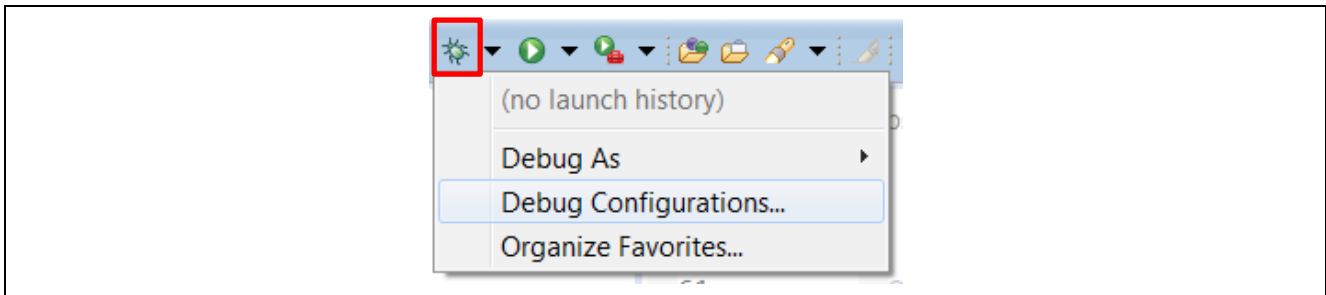 (no launch history)
Debug As
Debug Configurations...
Organize Favorites...